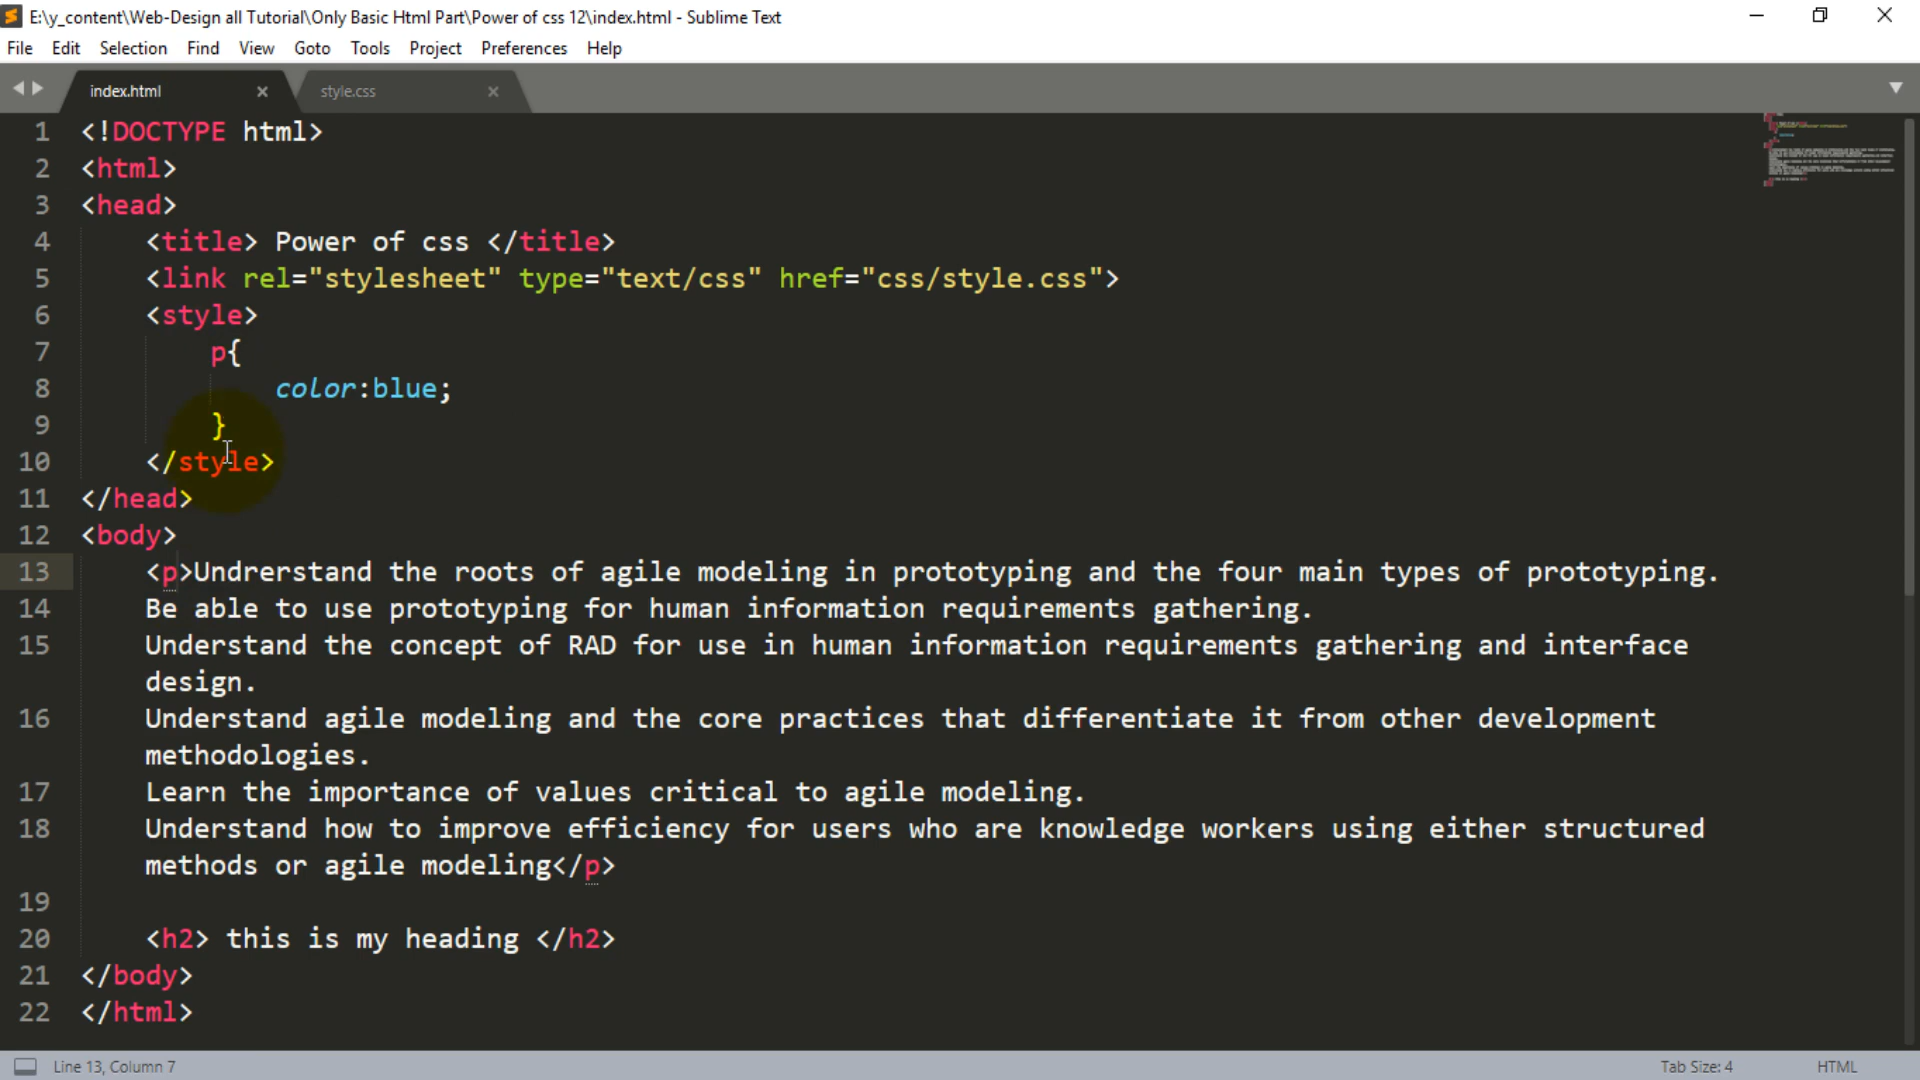 E:\y_content\Web-Design all Tutorial\Only Basic Html Part\Power of css 12\index.html - Sublime Text
File Edit Selection Find View Goto Tools Project Preferences Help
index.html style.css
1 <!DOCTYPE html>
2 <html>
3 <head>
4 <title> Power of css </title>
5 <link rel="stylesheet" type="text/css" href="css/style.css">
6 <style>
7 p{
8 color:blue;
9 }
10 </style>
11 </head>
12 <body>
13 <p>Undrerstand the roots of agile modeling in prototyping and the four main types of prototyping.
14 Be able to use prototyping for human information requirements gathering.
15 Understand the concept of RAD for use in human information requirements gathering and interface
design.
16 Understand agile modeling and the core practices that differentiate it from other development
methodologies.
17 Learn the importance of values critical to agile modeling.
18 Understand how to improve efficiency for users who are knowledge workers using either structured
methods or agile modeling</p>
19
20 <h2> this is my heading </h2>
21 </body>
22 </html>
Line 13, Column 7 Tab Size: 4 HTML